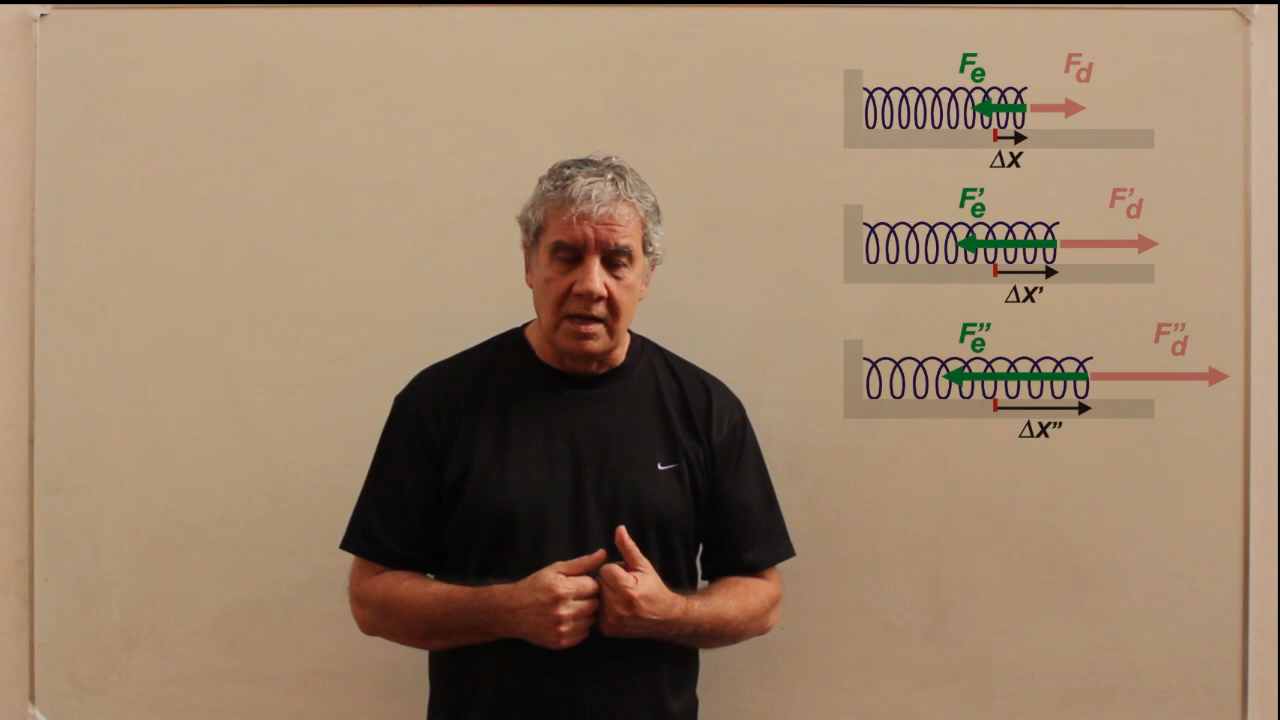 Fe Fd
Δx
F'e F'd
Δx'
F"e F"d
Δx"